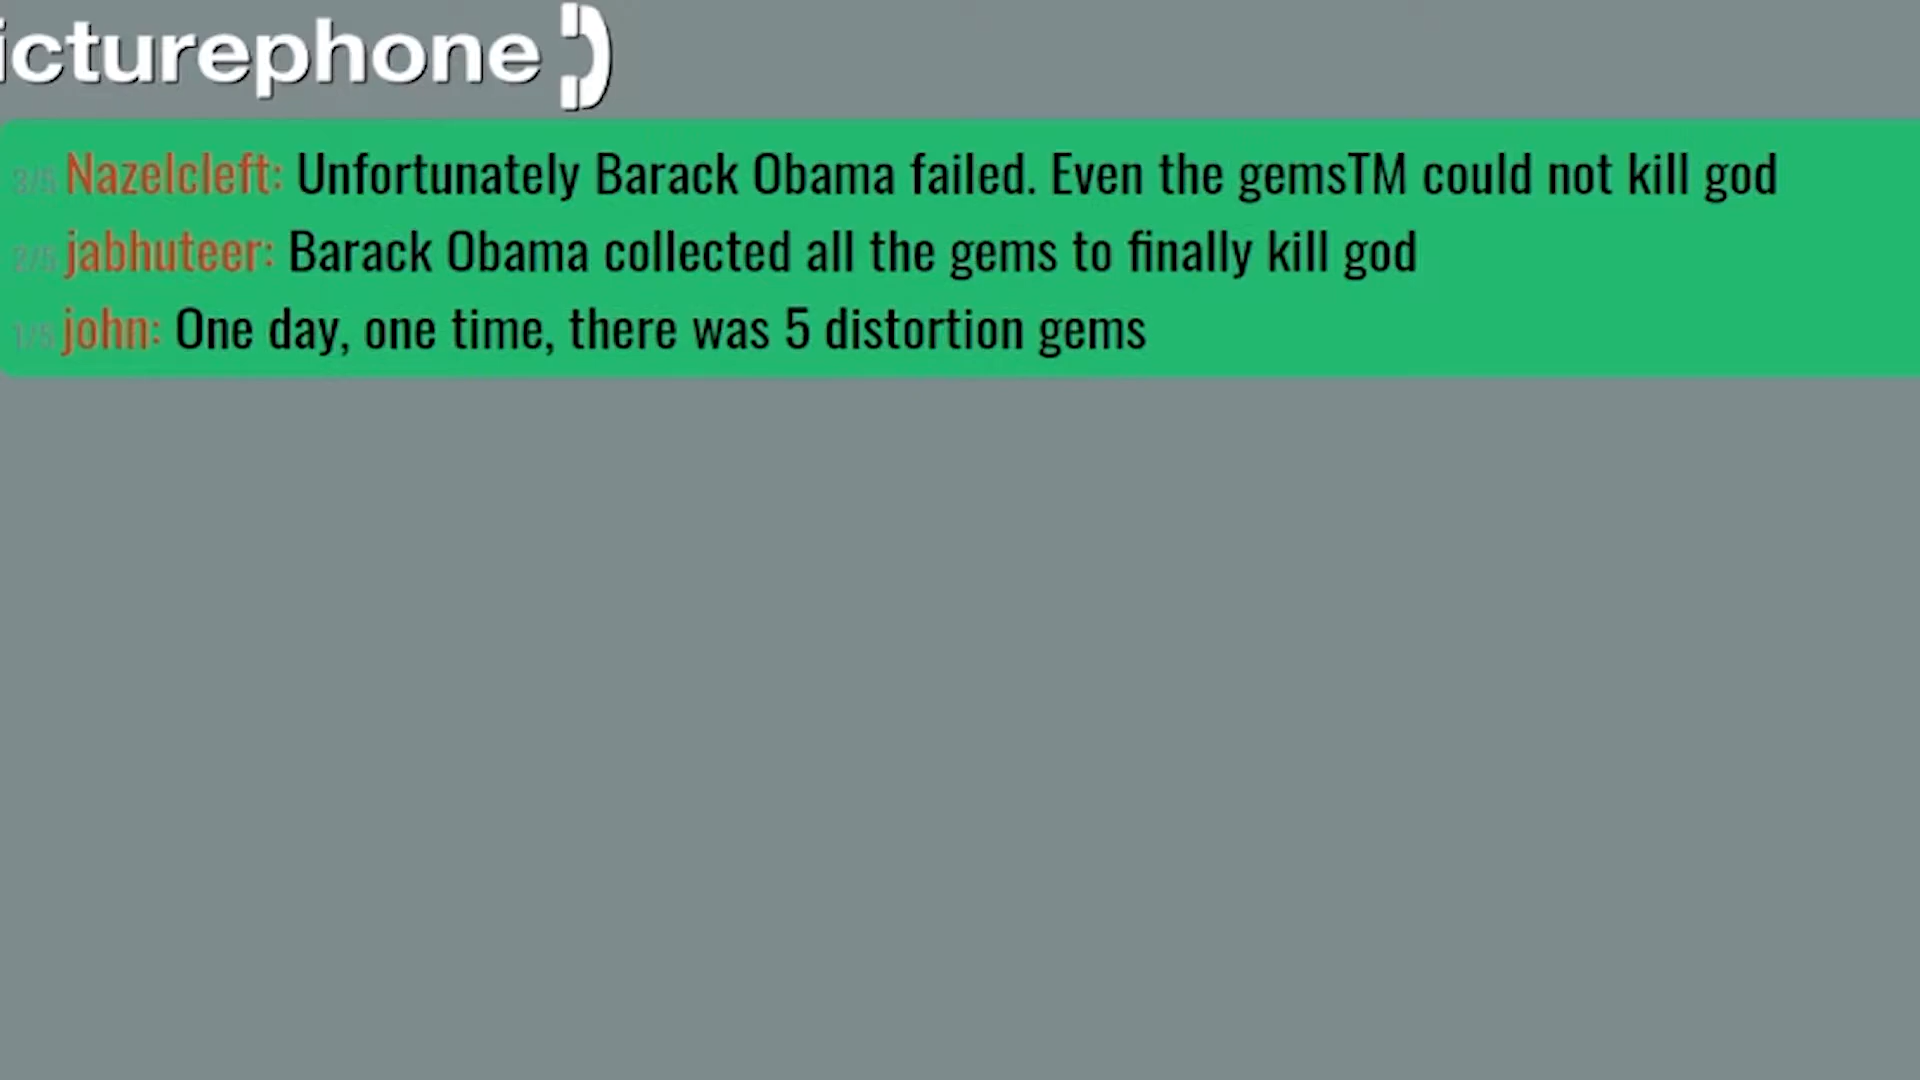 icturephone
3/5 Nazelcleft: Unfortunately Barack Obama failed. Even the gemsTM could not kill god
2/5 jabhuteer: Barack Obama collected all the gems to finally kill god
1/5 john: One day, one time, there was 5 distortion gems